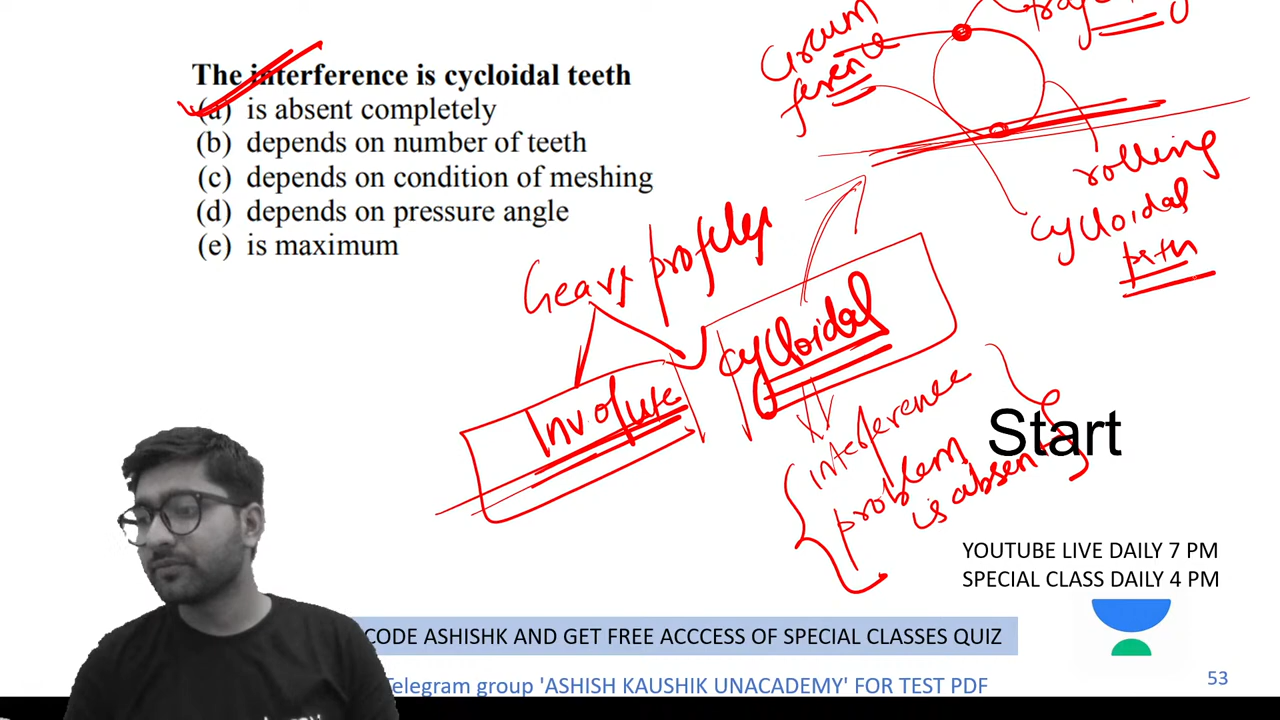 The interference is cycloidal teeth
(a) is absent completely
(b) depends on number of teeth
(c) depends on condition of meshing
(d) depends on pressure angle
(e) is maximum
Circum
ference
rolling
cycloidal
path
Gears profiles
Involute
cycloidal
interference
problem
is absent
Start
YOUTUBE LIVE DAILY 7 PM
SPECIAL CLASS DAILY 4 PM
CODE ASHISHK AND GET FREE ACCCESS OF SPECIAL CLASSES QUIZ
Telegram group 'ASHISH KAUSHIK UNACADEMY' FOR TEST PDF
53